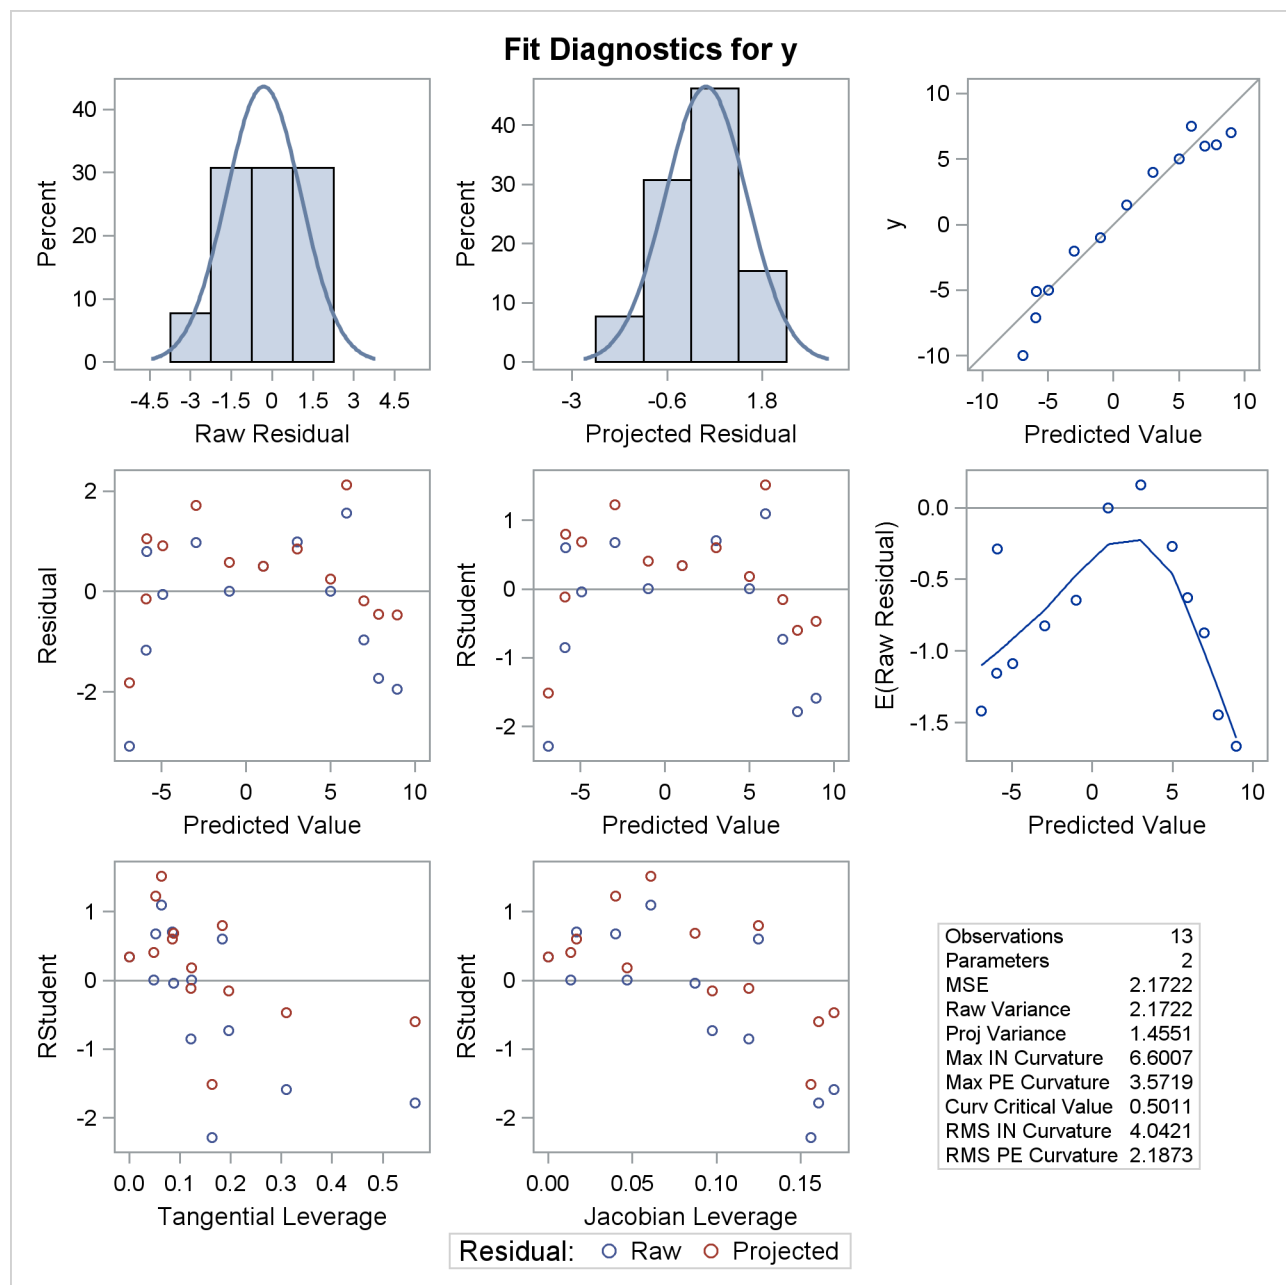 Fit Diagnostics for y
Percent
40
30
20
10
0
-4.5 -3 -1.5 0 1.5 3 4.5
Raw Residual
Percent
40
30
20
10
0
-3 -0.6 1.8
Projected Residual
y
10
5
0
-5
-10
-10 -5 0 5 10
Predicted Value
Residual
2
0
-2
-5 0 5 10
Predicted Value
RStudent
1
0
-1
-2
-5 0 5 10
Predicted Value
E(Raw Residual)
0.0
-0.5
-1.0
-1.5
-5 0 5 10
Predicted Value
RStudent
1
0
-1
-2
0.0 0.1 0.2 0.3 0.4 0.5
Tangential Leverage
RStudent
1
0
-1
-2
0.00 0.05 0.10 0.15
Jacobian Leverage
Observations 13
Parameters 2
MSE 2.1722
Raw Variance 2.1722
Proj Variance 1.4551
Max IN Curvature 6.6007
Max PE Curvature 3.5719
Curv Critical Value 0.5011
RMS IN Curvature 4.0421
RMS PE Curvature 2.1873
Residual: Raw Projected